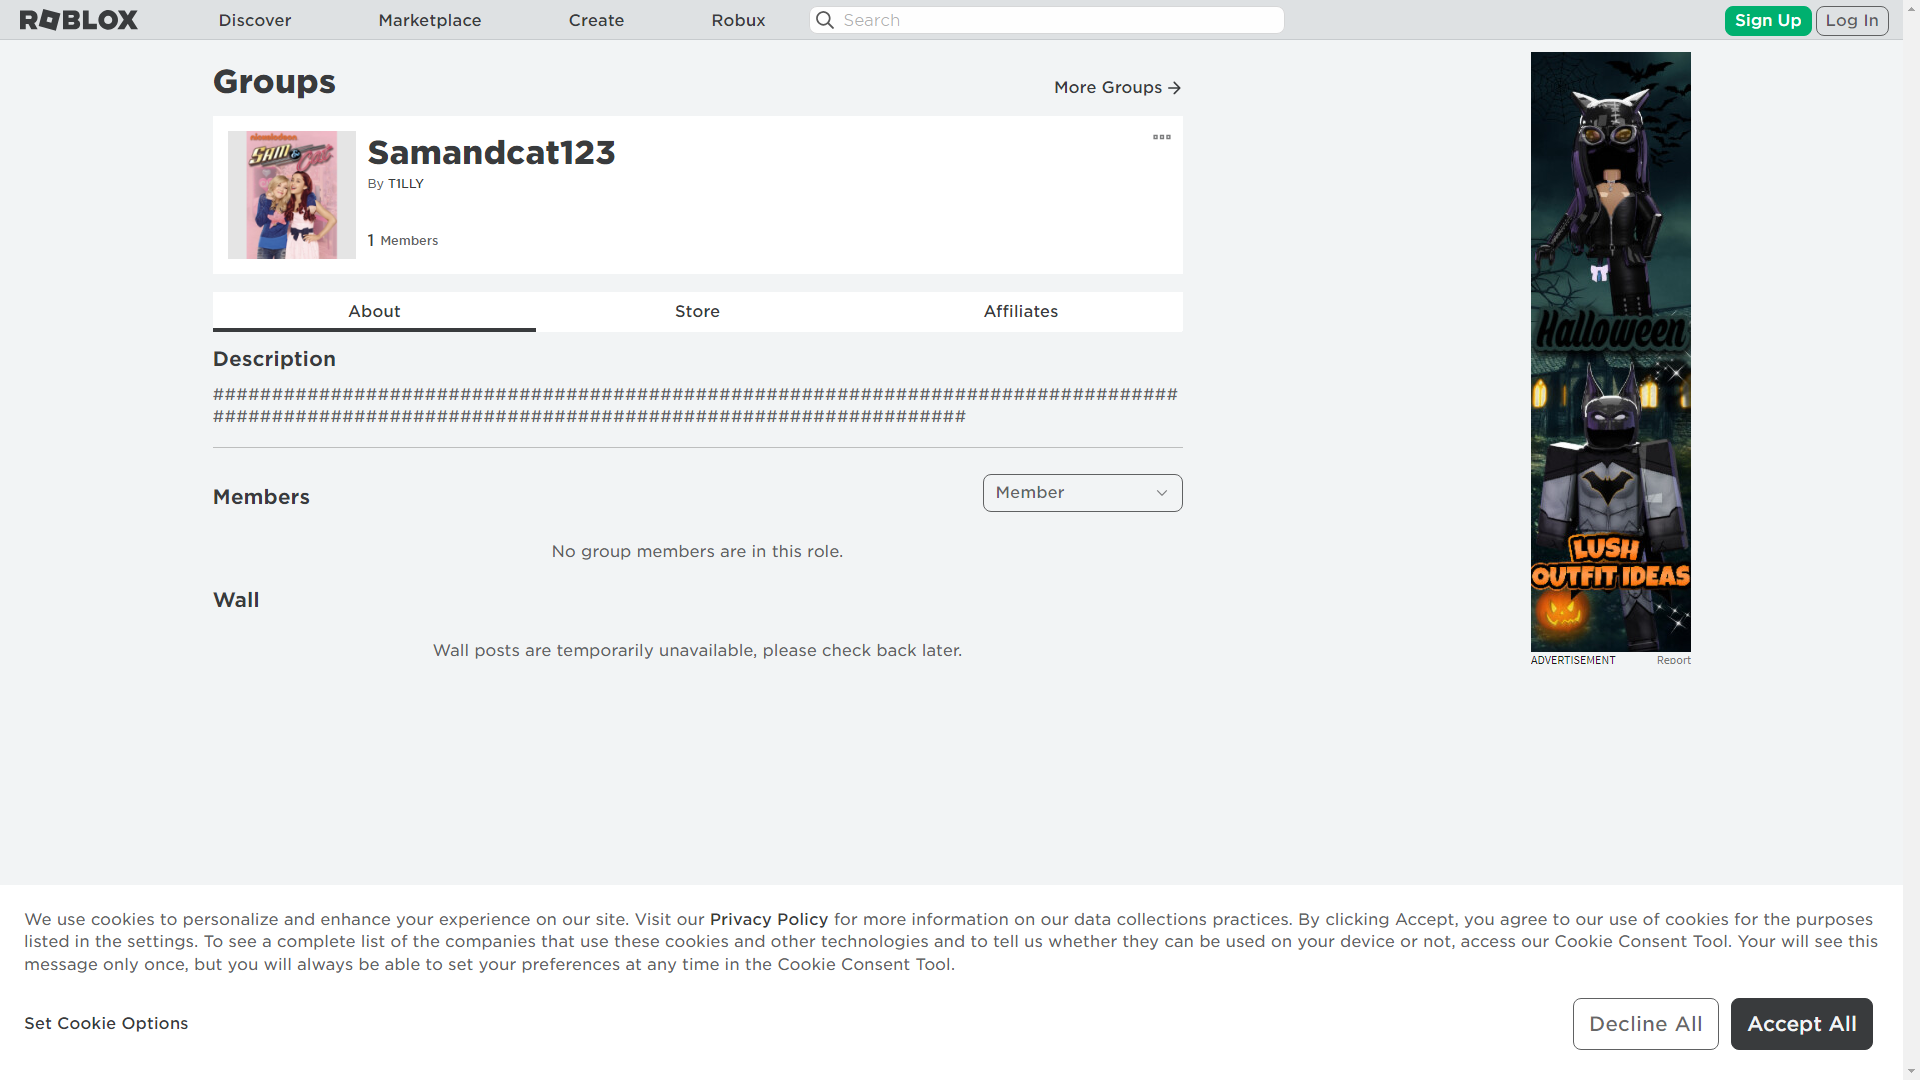 ROBLOX
Discover
Marketplace
Create
Robux
Search
Sign Up
Log In
Groups
More Groups
nickelodeon
SAM & Cat
Samandcat123
By T1LLY
1 Members
About
Store
Affiliates
Description
##################################################################################
################################################################
Members
Member
No group members are in this role.
Wall
Wall posts are temporarily unavailable, please check back later.
Halloween
LUSH
OUTFIT IDEAS
ADVERTISEMENT
Report
We use cookies to personalize and enhance your experience on our site. Visit our Privacy Policy for more information on our data collections practices. By clicking Accept, you agree to our use of cookies for the purposes
listed in the settings. To see a complete list of the companies that use these cookies and other technologies and to tell us whether they can be used on your device or not, access our Cookie Consent Tool. Your will see this
message only once, but you will always be able to set your preferences at any time in the Cookie Consent Tool.
Set Cookie Options
Decline All
Accept All